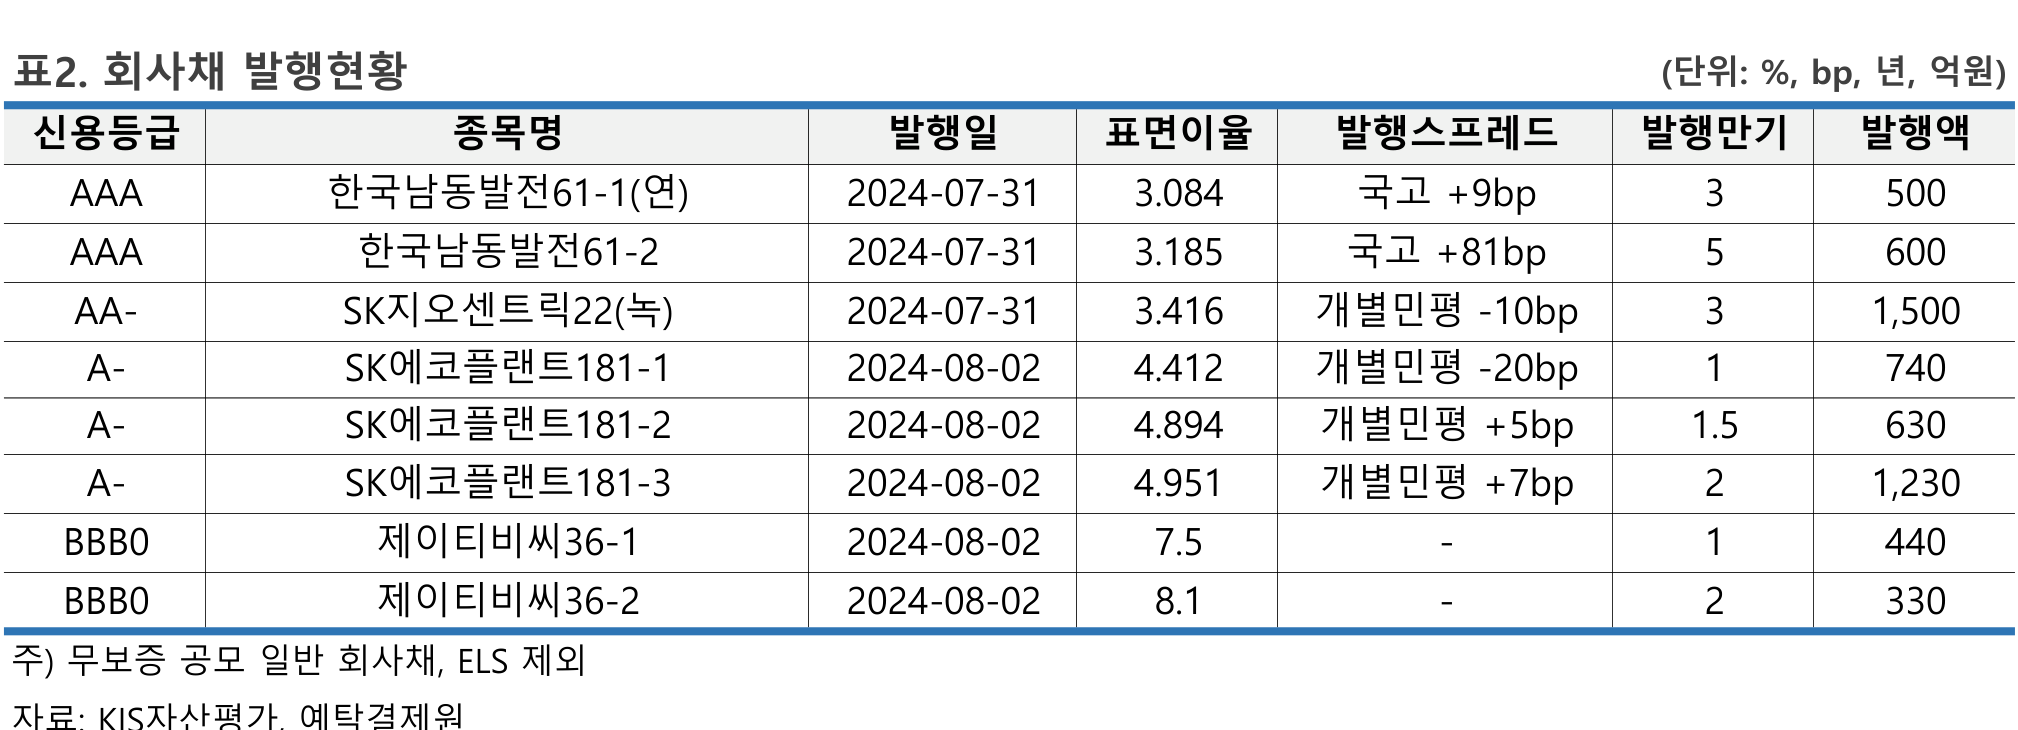 표2. 회사채 발행현황 (단위: %, bp, 년, 억원)
신용등급 종목명 발행일 표면이율 발행스프레드 발행만기 발행액
AAA 한국남동발전61-1(연) 2024-07-31 3.084 국고 +9bp 3 500
AAA 한국남동발전61-2 2024-07-31 3.185 국고 +81bp 5 600
AA- SK지오센트릭22(녹) 2024-07-31 3.416 개별민평 -10bp 3 1,500
A- SK에코플랜트181-1 2024-08-02 4.412 개별민평 -20bp 1 740
A- SK에코플랜트181-2 2024-08-02 4.894 개별민평 +5bp 1.5 630
A- SK에코플랜트181-3 2024-08-02 4.951 개별민평 +7bp 2 1,230
BBB0 제이티비씨36-1 2024-08-02 7.5 - 1 440
BBB0 제이티비씨36-2 2024-08-02 8.1 - 2 330
주) 무보증 공모 일반 회사채, ELS 제외
자료: KIS자산평가, 예탁결제원